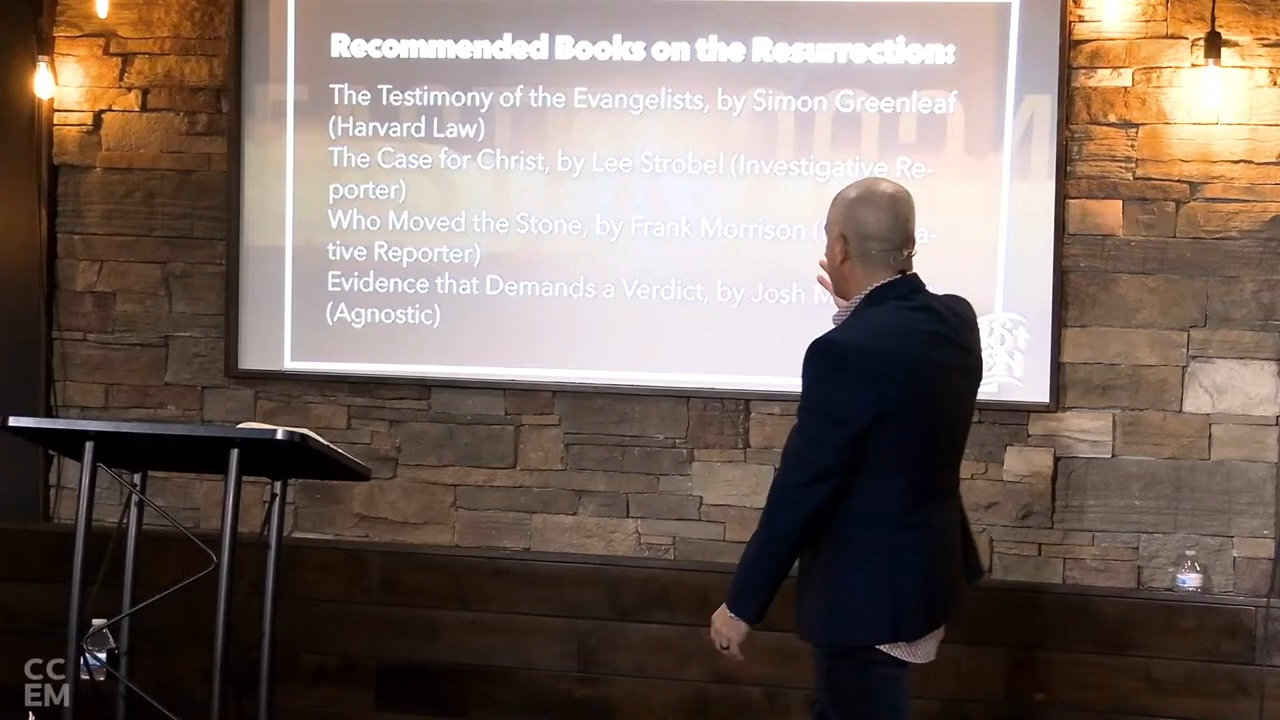 Recommended Books on the Resurrection:
The Testimony of the Evangelists, by Simon Greenleaf
(Harvard Law)
The Case for Christ, by Lee Strobel (Investigative Re-
porter)
Who Moved the Stone, by Frank Morrison (
tive Reporter)
Evidence that Demands a Verdict, by Josh
(Agnostic)
CC
EM